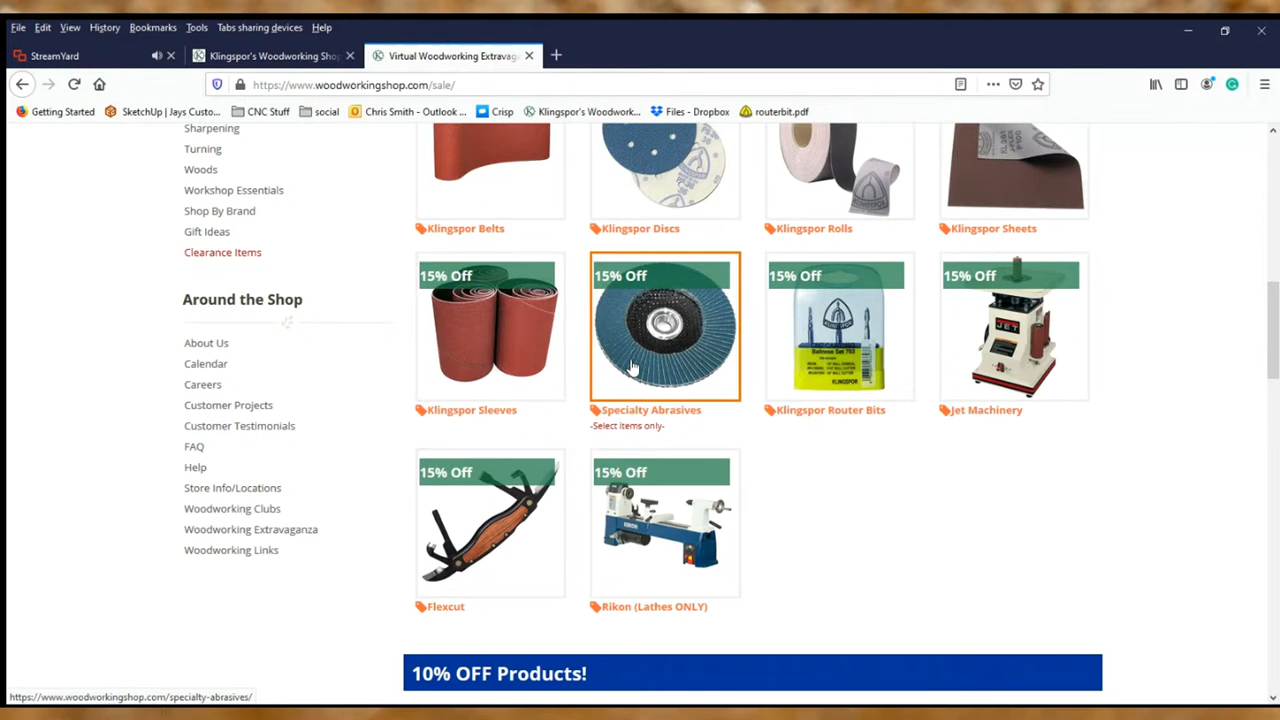 File Edit View History Bookmarks Tools Tabs sharing devices Help
StreamYard Klingspor's Woodworking Sho Virtual Woodworking Extravaga
https://www.woodworkingshop.com/sale/
Getting Started SketchUp | Jays Custo... CNC Stuff social Chris Smith - Outlook ... Crisp Klingspor's Woodwork... Files - Dropbox routerbit.pdf
Sharpening
Turning
Woods
Workshop Essentials
Shop By Brand
Gift Ideas
Clearance Items
Around the Shop
About Us
Calendar
Careers
Customer Projects
Customer Testimonials
FAQ
Help
Store Info/Locations
Woodworking Clubs
Woodworking Extravaganza
Woodworking Links
Klingspor Belts Klingspor Discs Klingspor Rolls Klingspor Sheets
15% Off 15% Off 15% Off 15% Off
JET
KLINGSPOR
Klingspor Sleeves Specialty Abrasives Klingspor Router Bits Jet Machinery
-Select items only-
15% Off 15% Off
Flexcut Rikon (Lathes ONLY)
10% OFF Products!
https://www.woodworkingshop.com/specialty-abrasives/